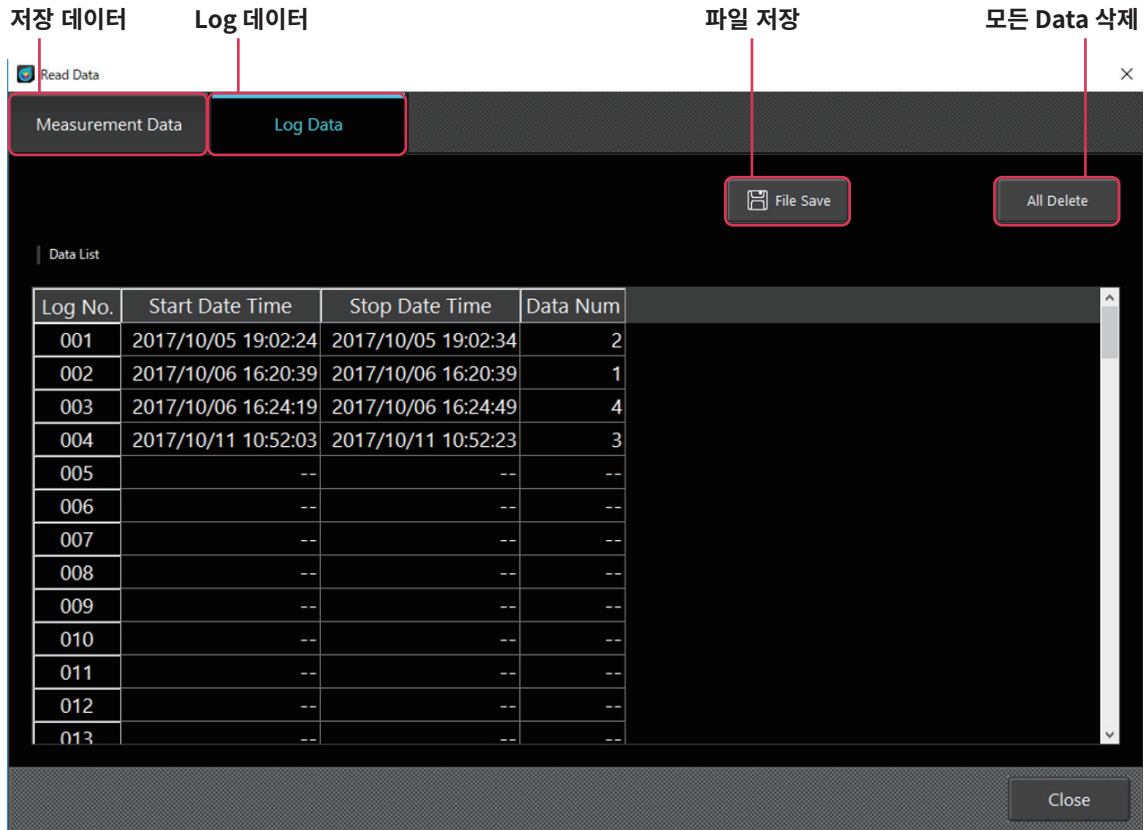 저장 데이터 Log 데이터 파일 저장 모든 Data 삭제
Read Data
Measurement Data Log Data
File Save All Delete
Data List
Log No. Start Date Time Stop Date Time Data Num
001 2017/10/05 19:02:24 2017/10/05 19:02:34 2
002 2017/10/06 16:20:39 2017/10/06 16:20:39 1
003 2017/10/06 16:24:19 2017/10/06 16:24:49 4
004 2017/10/11 10:52:03 2017/10/11 10:52:23 3
005 -- -- --
006 -- -- --
007 -- -- --
008 -- -- --
009 -- -- --
010 -- -- --
011 -- -- --
012 -- -- --
013 -- -- --
Close